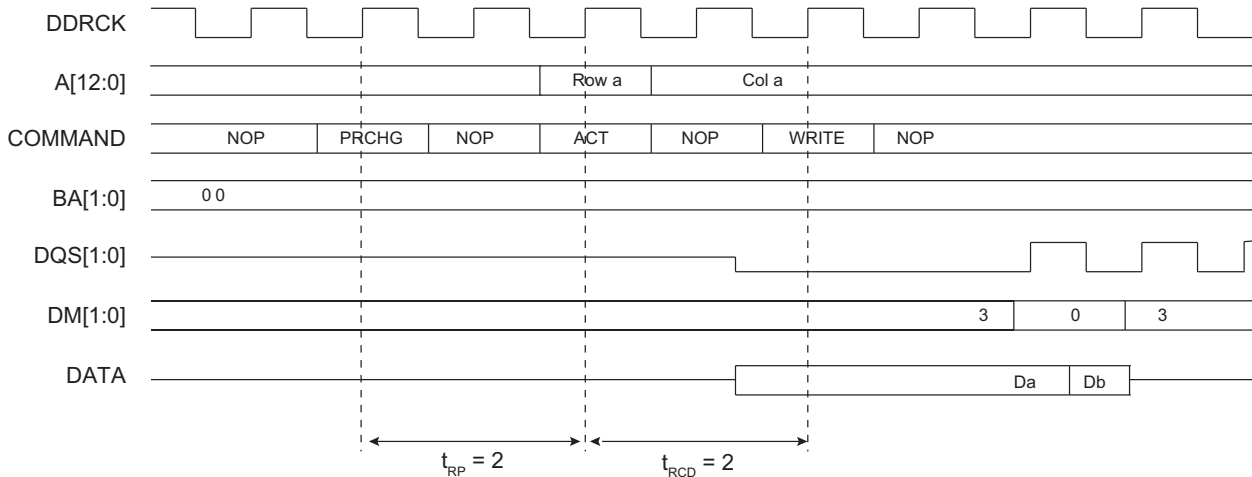 DDRCK
A[12:0] Row a Col a
COMMAND NOP PRCHG NOP ACT NOP WRITE NOP
BA[1:0] 0 0
DQS[1:0]
DM[1:0] 3 0 3
DATA Da Db
tRP = 2 tRCD = 2